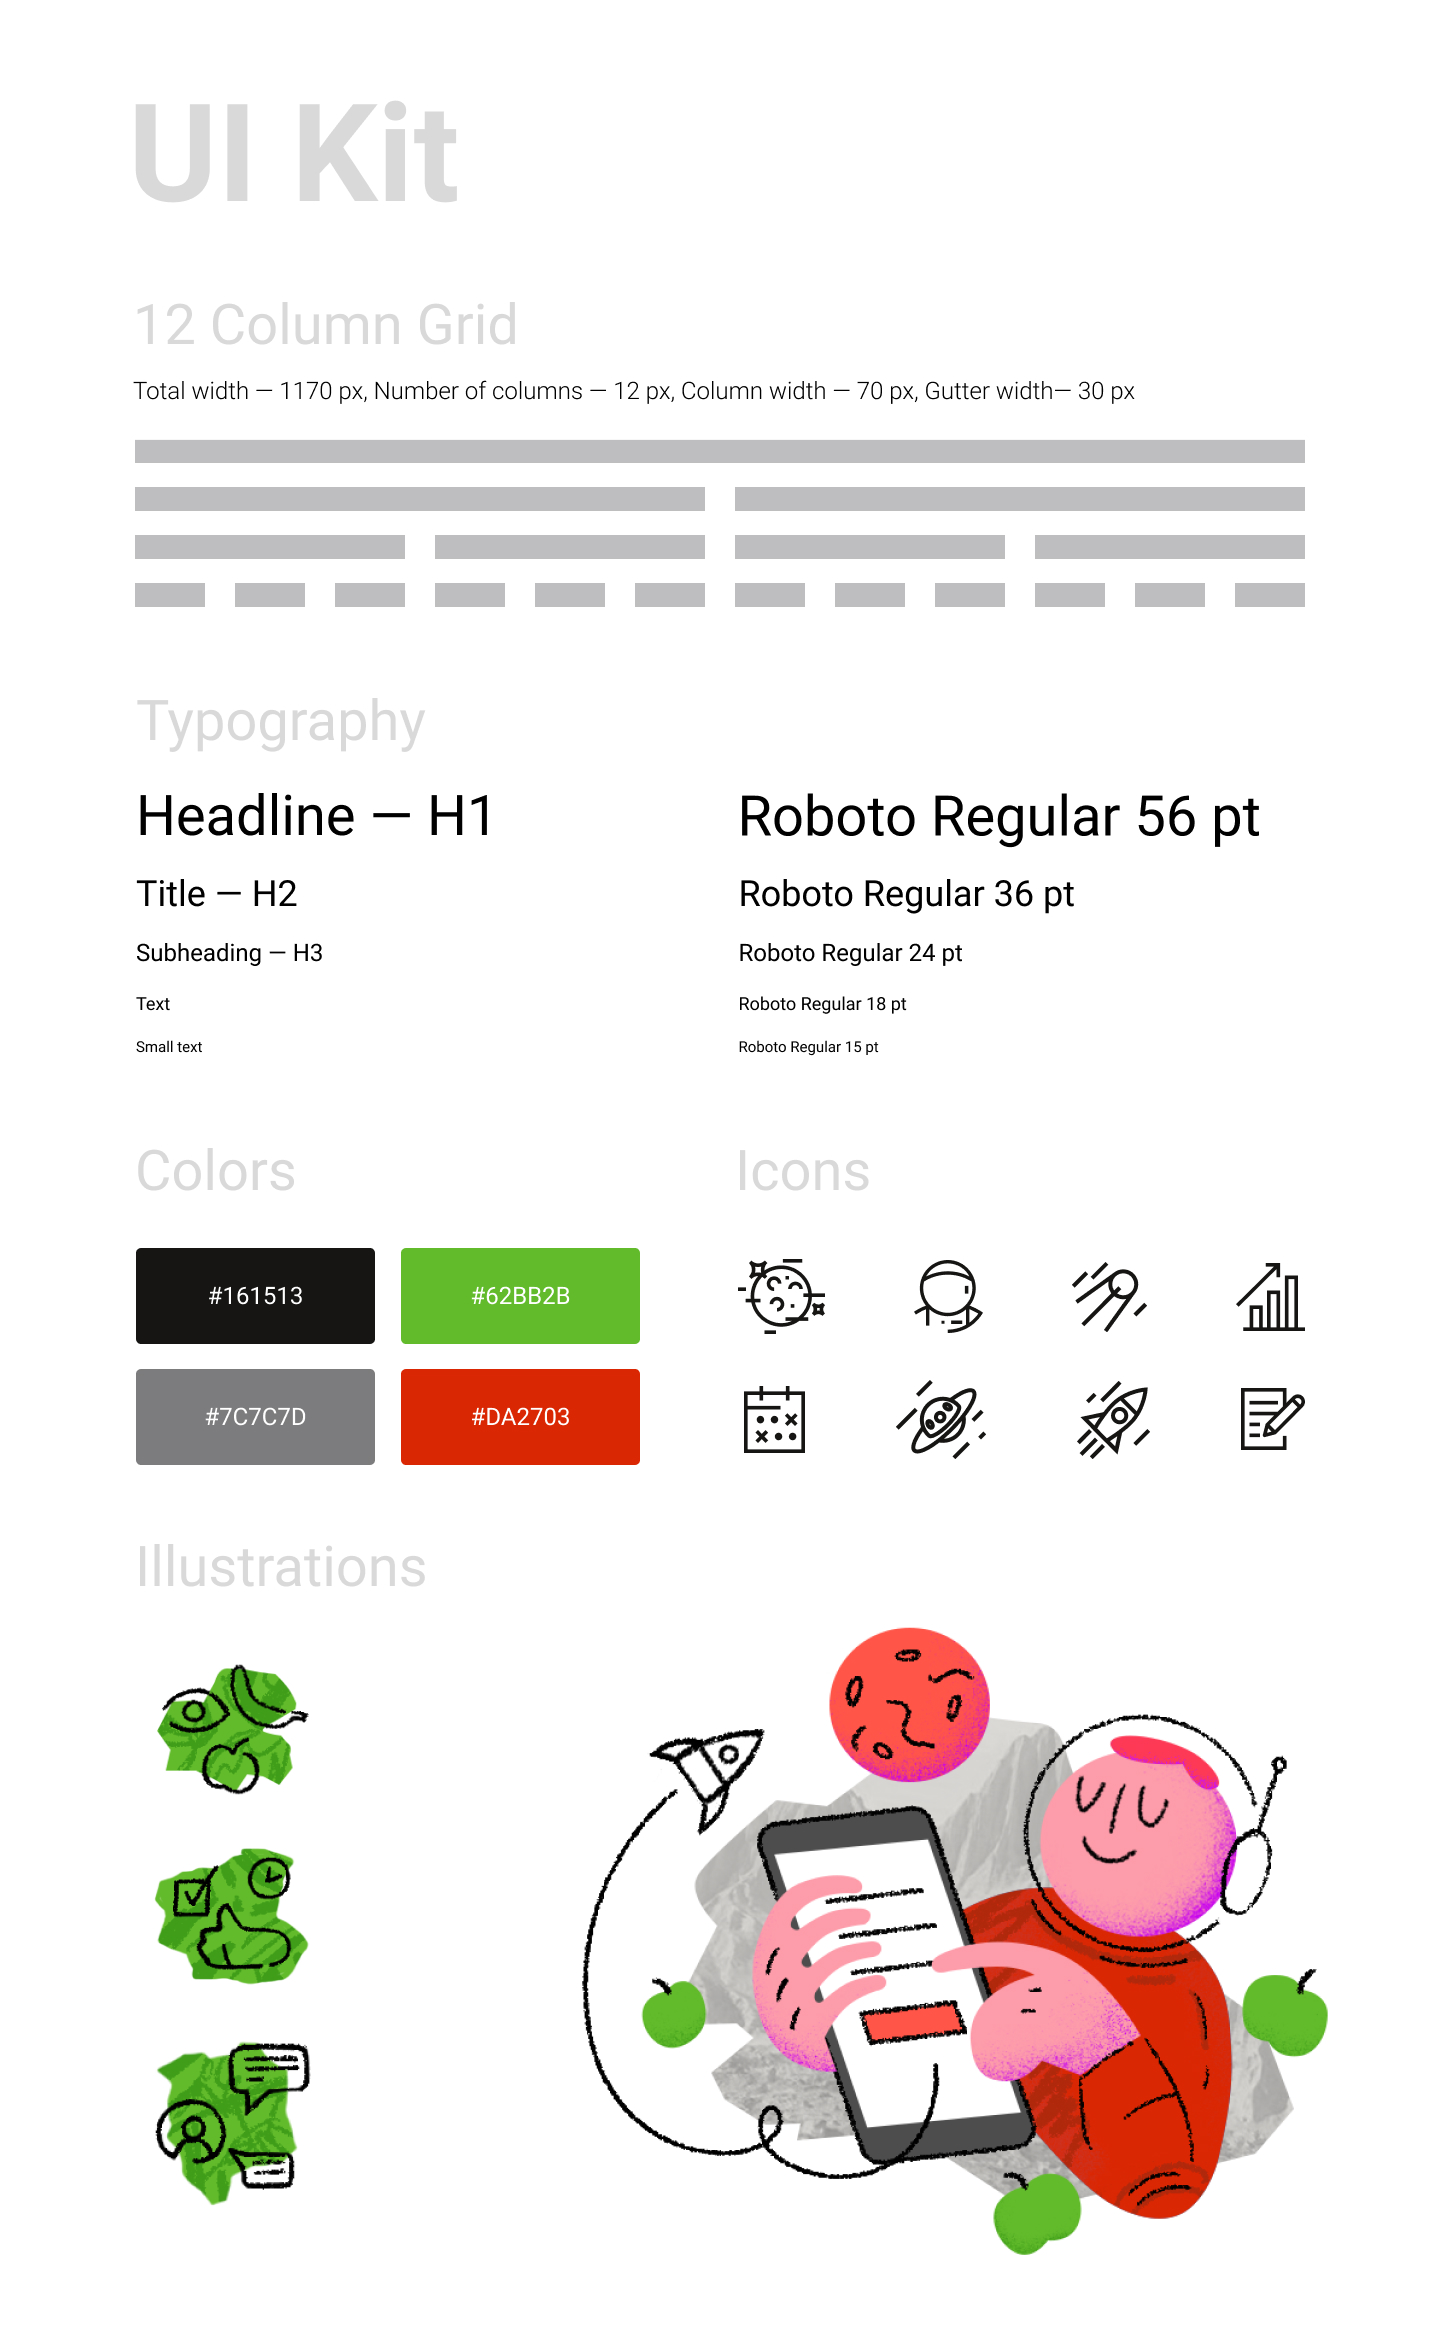 UI Kit
12 Column Grid
Total width — 1170 px, Number of columns — 12 px, Column width — 70 px, Gutter width— 30 px
Typography
Headline — H1
Roboto Regular 56 pt
Title — H2
Roboto Regular 36 pt
Subheading — H3
Roboto Regular 24 pt
Text
Roboto Regular 18 pt
Small text
Roboto Regular 15 pt
Colors
Icons
#161513
#62BB2B
#7C7C7D
#DA2703
Illustrations